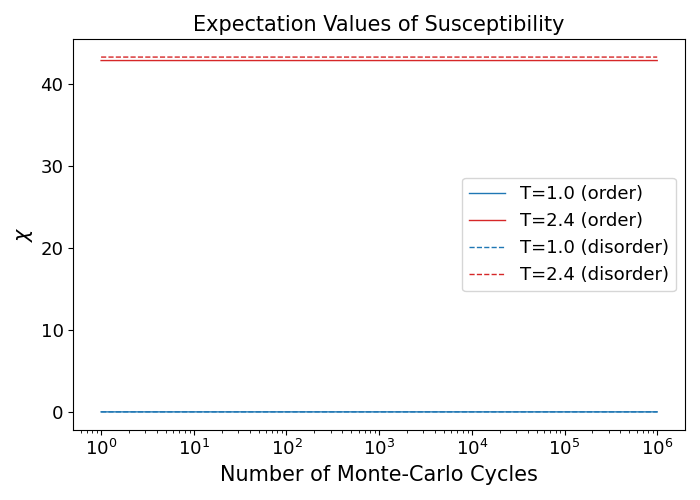 Expectation Values of Susceptibility
40
30
20
10
0
χ
T=1.0 (order)
T=2.4 (order)
T=1.0 (disorder)
T=2.4 (disorder)
10⁰ 10¹ 10² 10³ 10⁴ 10⁵ 10⁶
Number of Monte-Carlo Cycles